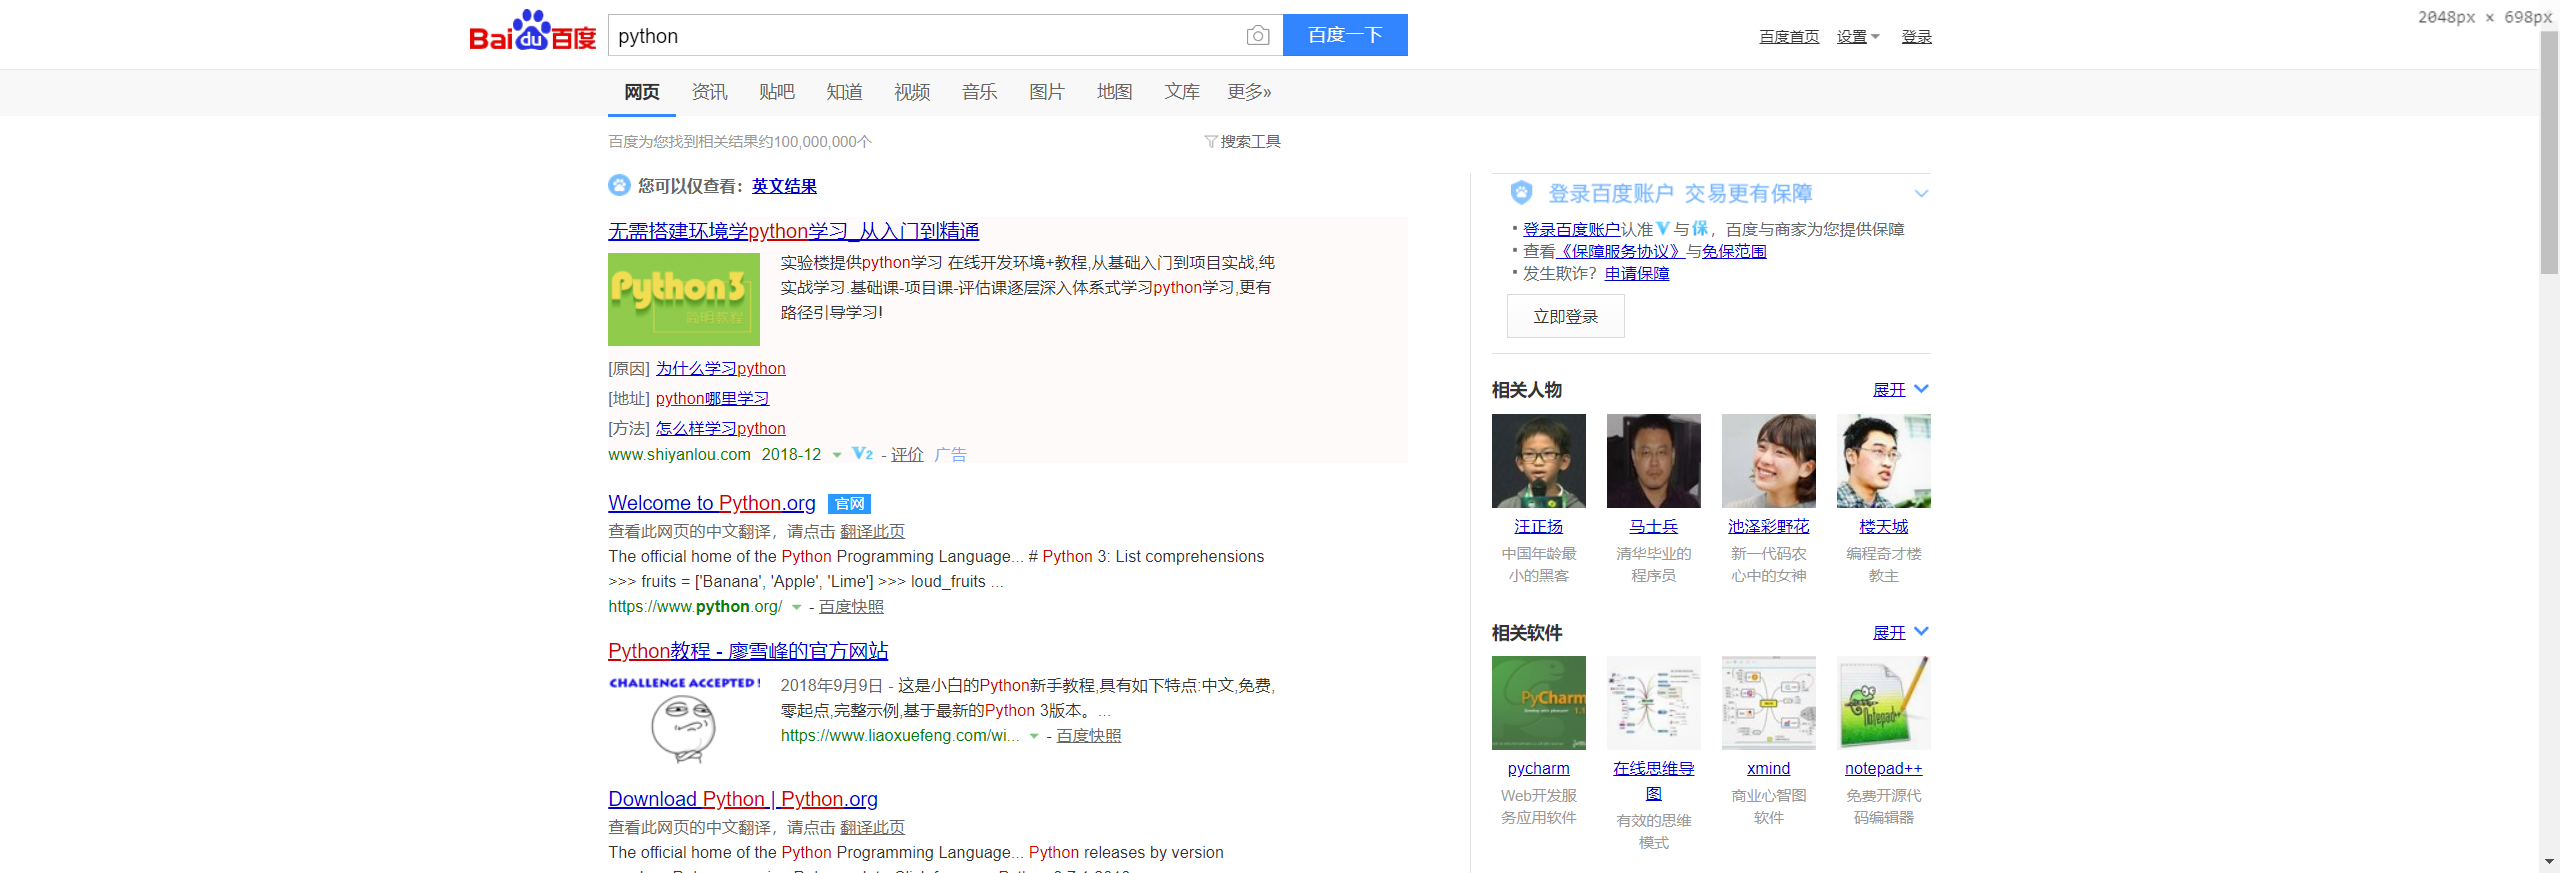 2048px × 698px
Bai du 百度
python
百度一下
百度首页 设置 登录
网页 资讯 贴吧 知道 视频 音乐 图片 地图 文库 更多»
百度为您找到相关结果约100,000,000个
搜索工具
您可以仅查看：英文结果
无需搭建环境学python学习_从入门到精通
Python3
简明教程
实验楼提供python学习 在线开发环境+教程,从基础入门到项目实战,纯
实战学习.基础课-项目课-评估课逐层深入体系式学习python学习,更有
路径引导学习!
[原因] 为什么学习python
[地址] python哪里学习
[方法] 怎么样学习python
www.shiyanlou.com 2018-12 V2 - 评价 广告
Welcome to Python.org 官网
查看此网页的中文翻译，请点击 翻译此页
The official home of the Python Programming Language... # Python 3: List comprehensions
>>> fruits = ['Banana', 'Apple', 'Lime'] >>> loud_fruits ...
https://www.python.org/ - 百度快照
Python教程 - 廖雪峰的官方网站
CHALLENGE ACCEPTED!
2018年9月9日 - 这是小白的Python新手教程,具有如下特点:中文,免费,
零起点,完整示例,基于最新的Python 3版本。...
https://www.liaoxuefeng.com/wi... - 百度快照
Download Python | Python.org
查看此网页的中文翻译，请点击 翻译此页
The official home of the Python Programming Language... Python releases by version
登录百度账户 交易更有保障
·登录百度账户认准V与保，百度与商家为您提供保障
·查看《保障服务协议》与免保范围
·发生欺诈？申请保障
立即登录
相关人物 展开
汪正扬 马士兵 池泽彩野花 楼天城
中国年龄最 清华毕业的 新一代码农 编程奇才楼
小的黑客 程序员 心中的女神 教主
相关软件 展开
PyCharm
Notepad++
pycharm 在线思维导 xmind notepad++
图
Web开发服 商业心智图 免费开源代
务应用软件 有效的思维 软件 码编辑器
模式